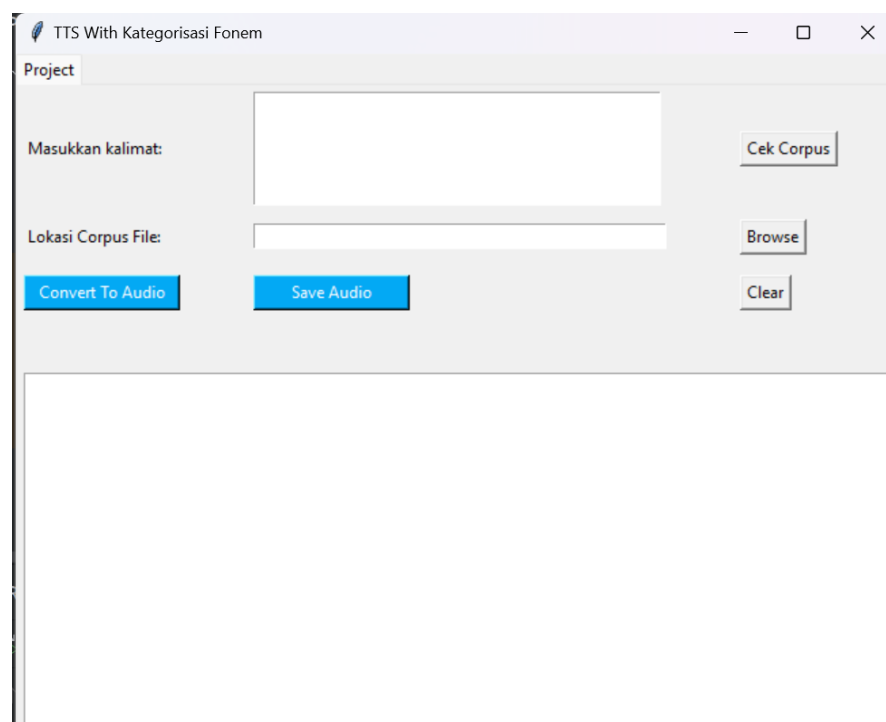 TTS With Kategorisasi Fonem
Project
Masukkan kalimat:
Cek Corpus
Lokasi Corpus File:
Browse
Convert To Audio
Save Audio
Clear